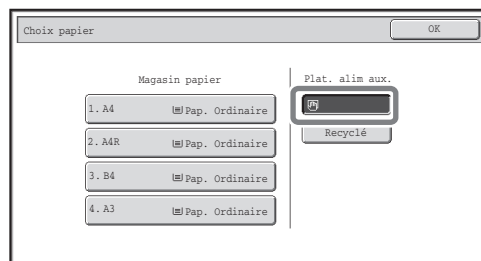 Choix papier
OK
Magasin papier
Plat. alim aux.
1. A4 Pap. Ordinaire
2. A4R Pap. Ordinaire
Recyclé
3. B4 Pap. Ordinaire
4. A3 Pap. Ordinaire